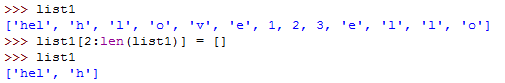 >>> list1
['hel', 'h', 'l', 'o', 'v', 'e', 1, 2, 3, 'e', 'l', 'l', 'o']
>>> list1[2:len(list1)] = []
>>> list1
['hel', 'h']